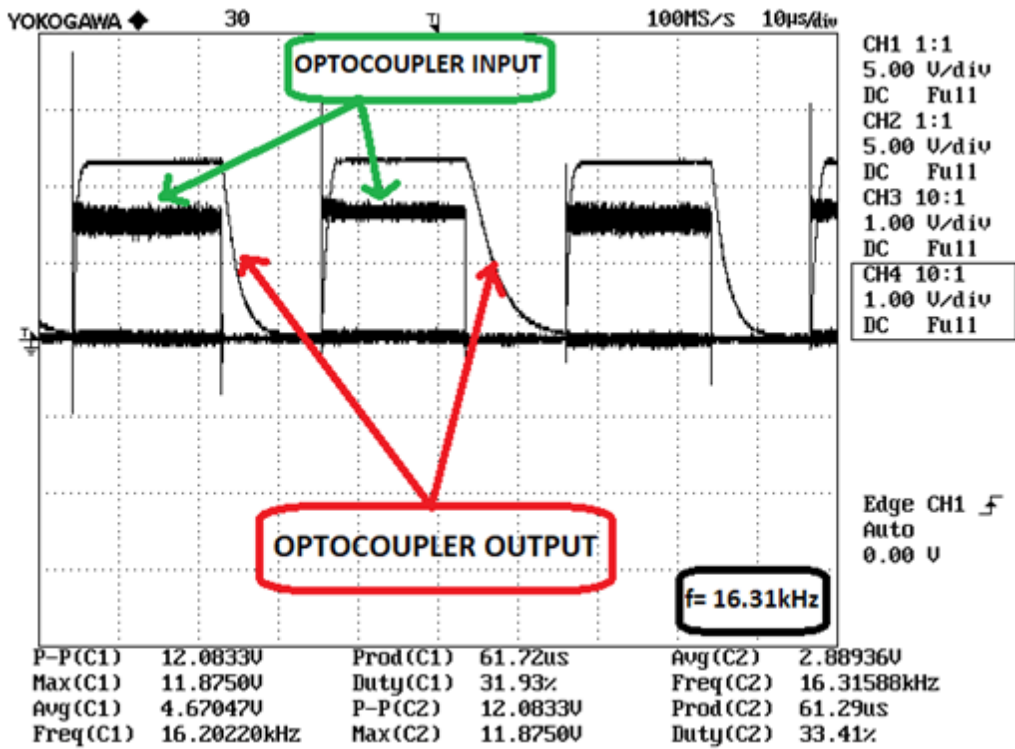 YOKOGAWA ◆ 30 100MS/s 10µs/div
CH1 1:1
5.00 V/div
DC Full
CH2 1:1
5.00 V/div
DC Full
CH3 10:1
1.00 V/div
DC Full
CH4 10:1
1.00 V/div
DC Full
OPTOCOUPLER INPUT
OPTOCOUPLER OUTPUT
Edge CH1
Auto
0.00 V
f= 16.31kHz
P-P(C1) 12.0833V Prod(C1) 61.72us Avg(C2) 2.88936V
Max(C1) 11.8750V Duty(C1) 31.93% Freq(C2) 16.31588kHz
Avg(C1) 4.67047V P-P(C2) 12.0833V Prod(C2) 61.29us
Freq(C1) 16.20220kHz Max(C2) 11.8750V Duty(C2) 33.41%